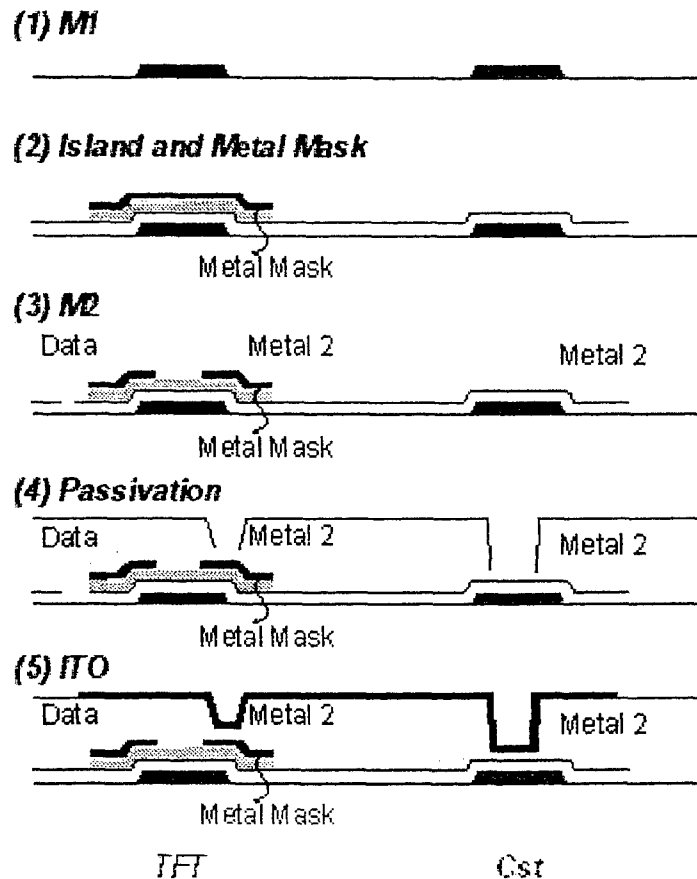 (1) M1
(2) Island and Metal Mask
Metal Mask
(3) M2
Data Metal 2 Metal 2
Metal Mask
(4) Passivation
Data Metal 2 Metal 2
Metal Mask
(5) ITO
Data Metal 2 Metal 2
Metal Mask
TFT Cst